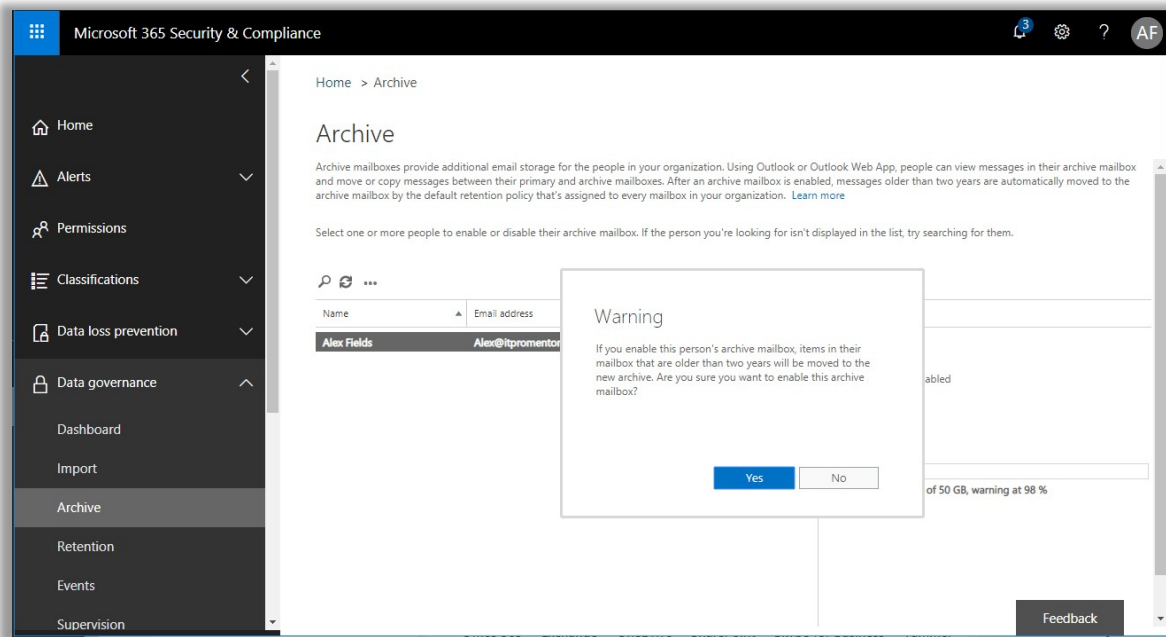 Microsoft 365 Security & Compliance
3
?
AF
Home
Alerts
Permissions
Classifications
Data loss prevention
Data governance
Dashboard
Import
Archive
Retention
Events
Supervision
Home > Archive
Archive
Archive mailboxes provide additional email storage for the people in your organization. Using Outlook or Outlook Web App, people can view messages in their archive mailbox
and move or copy messages between their primary and archive mailboxes. After an archive mailbox is enabled, messages older than two years are automatically moved to the
archive mailbox by the default retention policy that's assigned to every mailbox in your organization. Learn more
Select one or more people to enable or disable their archive mailbox. If the person you're looking for isn't displayed in the list, try searching for them.
Name Email address
Alex Fields Alex@itpromentor
Warning
If you enable this person's archive mailbox, items in their
mailbox that are older than two years will be moved to the
new archive. Are you sure you want to enable this archive
mailbox?
Yes No
abled
of 50 GB, warning at 98 %
Feedback